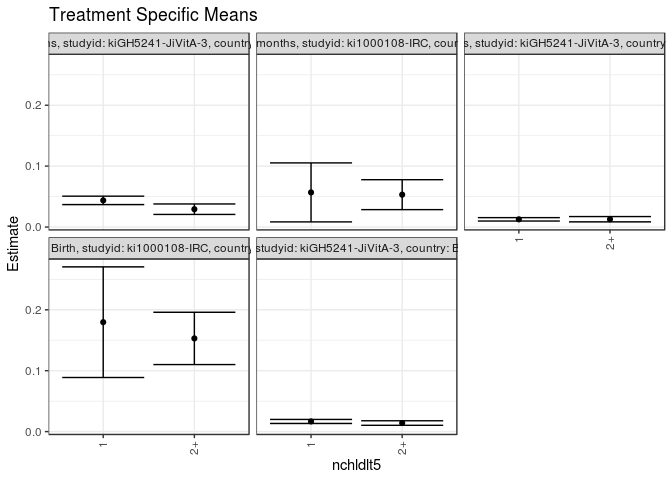 Treatment Specific Means
s, studyid: kiGH5241-JiVitA-3, country
months, studyid: ki1000108-IRC, cour
s, studyid: kiGH5241-JiVitA-3, country
0.2
0.1
0.0
1
2+
Birth, studyid: ki1000108-IRC, country
studyid: kiGH5241-JiVitA-3, country: B
0.2
0.1
0.0
1
2+
1
2+
Estimate
nchldlt5